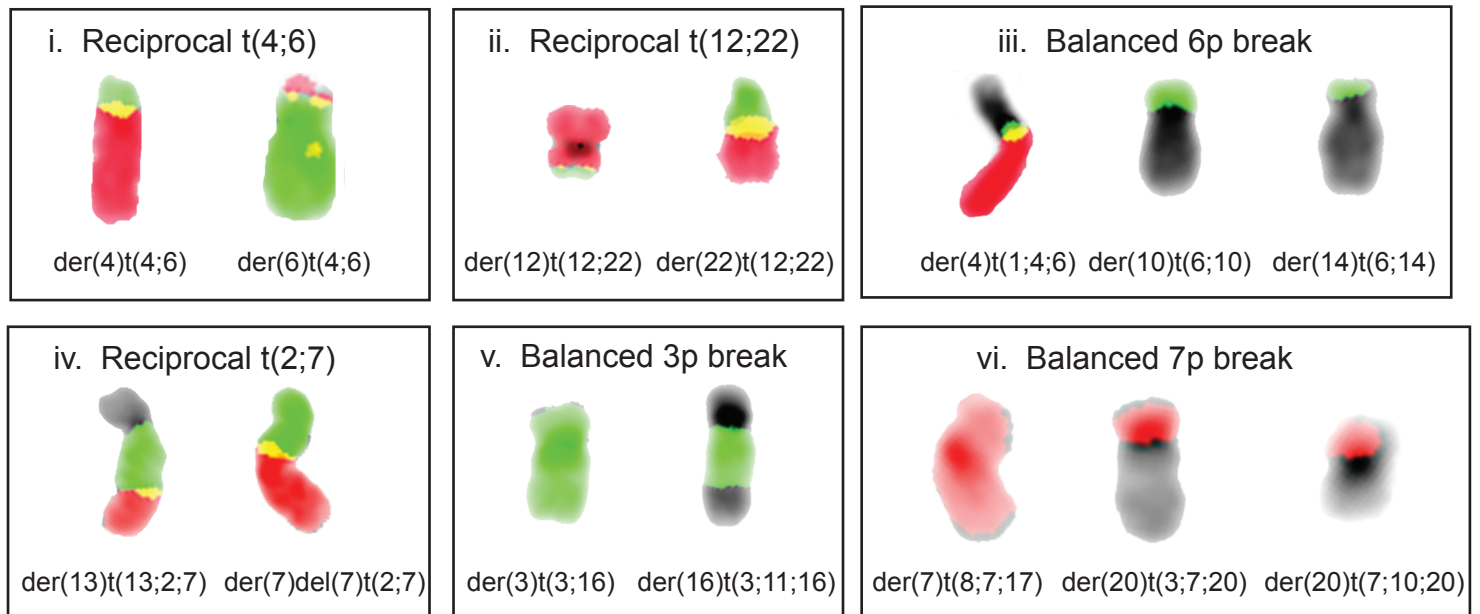 i. Reciprocal t(4;6)
der(4)t(4;6) der(6)t(4;6)
ii. Reciprocal t(12;22)
der(12)t(12;22) der(22)t(12;22)
iii. Balanced 6p break
der(4)t(1;4;6) der(10)t(6;10) der(14)t(6;14)
iv. Reciprocal t(2;7)
der(13)t(13;2;7) der(7)del(7)t(2;7)
v. Balanced 3p break
der(3)t(3;16) der(16)t(3;11;16)
vi. Balanced 7p break
der(7)t(8;7;17) der(20)t(3;7;20) der(20)t(7;10;20)